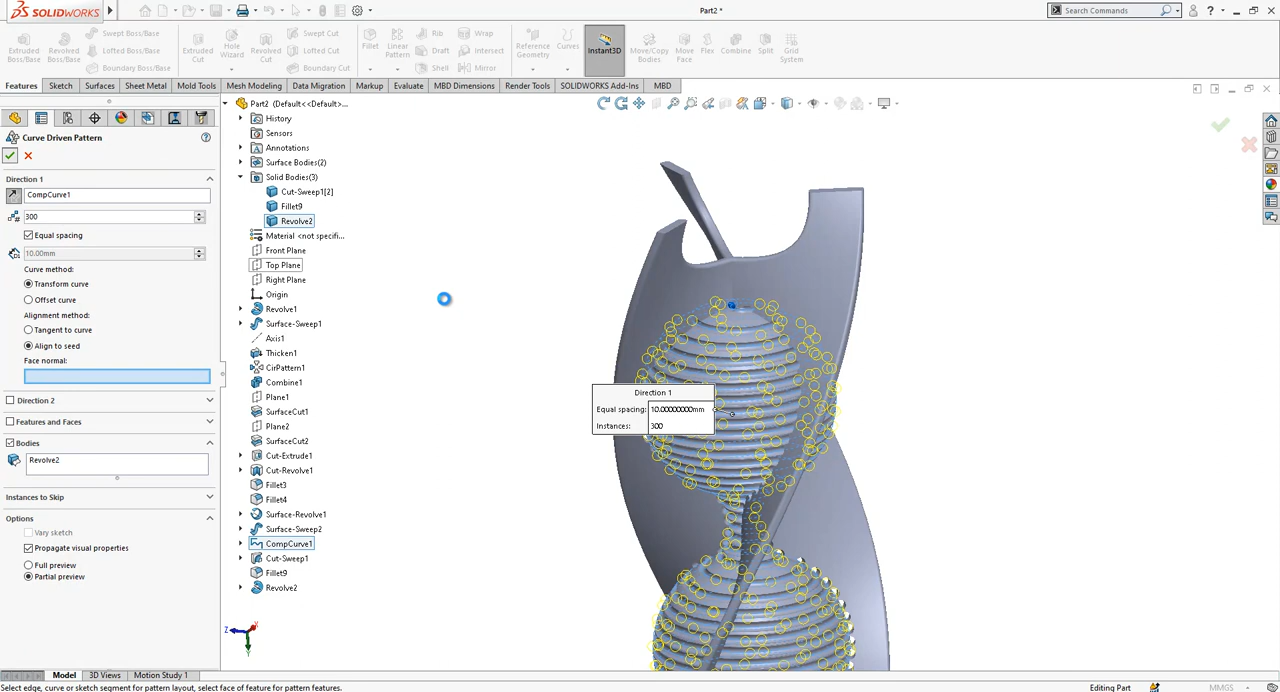 SOLIDWORKS
Part2 *
Search Commands
?
Extruded Boss/Base
Revolved Boss/Base
Swept Boss/Base
Lofted Boss/Base
Boundary Boss/Base
Extruded Cut
Hole Wizard
Revolved Cut
Swept Cut
Lofted Cut
Boundary Cut
Fillet
Linear Pattern
Rib
Draft
Shell
Wrap
Intersect
Mirror
Reference Geometry
Curves
Instant3D
Move/Copy Bodies
Move Face
Flex
Combine
Split
Grid System
Features
Sketch
Surfaces
Sheet Metal
Mold Tools
Data Migration
Mesh Modeling
Markup
Evaluate
MBD Dimensions
Render Tools
SOLIDWORKS Add-Ins
MBD
Curve Driven Pattern
Direction 1
CompCurve1
300
Equal spacing
10.00mm
Curve method:
Transform curve
Offset curve
Alignment method:
Tangent to curve
Align to seed
Face normal:
Direction 2
Features and Faces
Bodies
Revolve2
Instances to Skip
Options
Vary sketch
Propagate visual properties
Full preview
Partial preview
Part2 (Default<<Default>...
History
Sensors
Annotations
Surface Bodies(2)
Solid Bodies(3)
Cut-Sweep1[2]
Fillet9
Revolve2
Material <not specifi...
Front Plane
Top Plane
Right Plane
Origin
Revolve1
Surface-Sweep1
Axis1
Thicken1
CirPattern1
Combine1
Plane1
SurfaceCut1
Plane2
SurfaceCut2
Cut-Extrude1
Cut-Revolve1
Fillet3
Fillet4
Surface-Revolve1
Surface-Sweep2
CompCurve1
Cut-Sweep1
Fillet9
Revolve2
Direction 1
Equal spacing: 10.00000000mm
Instances: 300
Z
X
Y
Model
3D Views
Motion Study 1
Select edge, curve or sketch segment for pattern layout, select face of feature for pattern features.
Editing Part
MMGS